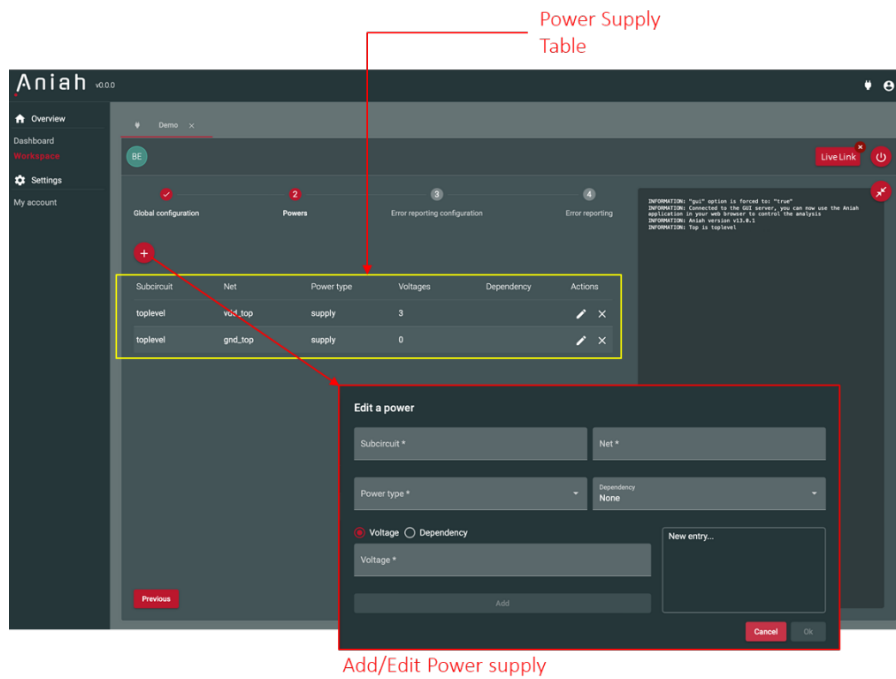 Power Supply
Table
Aniah v0.0.0
Overview
Dashboard
Workspace
Settings
My account
Demo
BE
Live Link
Global configuration
2
Powers
3
Error reporting configuration
4
Error reporting
INFORMATION: "gui" option is forced to: "true"
INFORMATION: Connected to the GUI server, you can now use the Aniah
application in your web browser to control the analysis
INFORMATION: Aniah version v13.0.1
INFORMATION: Top is toplevel
+
Subcircuit Net Power type Voltages Dependency Actions
toplevel vdd_top supply 3
toplevel gnd_top supply 0
Edit a power
Subcircuit * Net *
Power type * Dependency
None
Voltage Dependency
Voltage *
New entry...
Add
Cancel Ok
Previous
Add/Edit Power supply